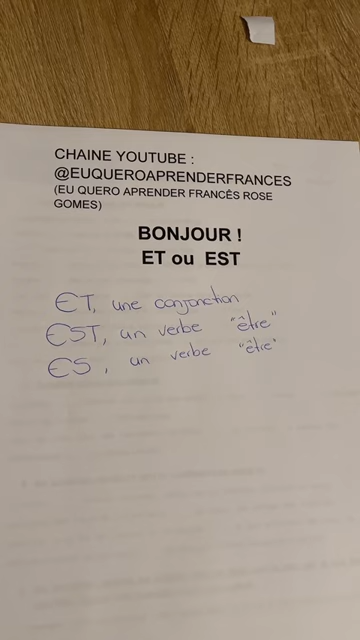 CHAINE YOUTUBE :
@EUQUEROAPRENDERFRANCES
(EU QUERO APRENDER FRANCÊS ROSE
GOMES)
BONJOUR !
ET ou EST
ET, une conjonction
EST, un verbe "être"
ES, un verbe "être"